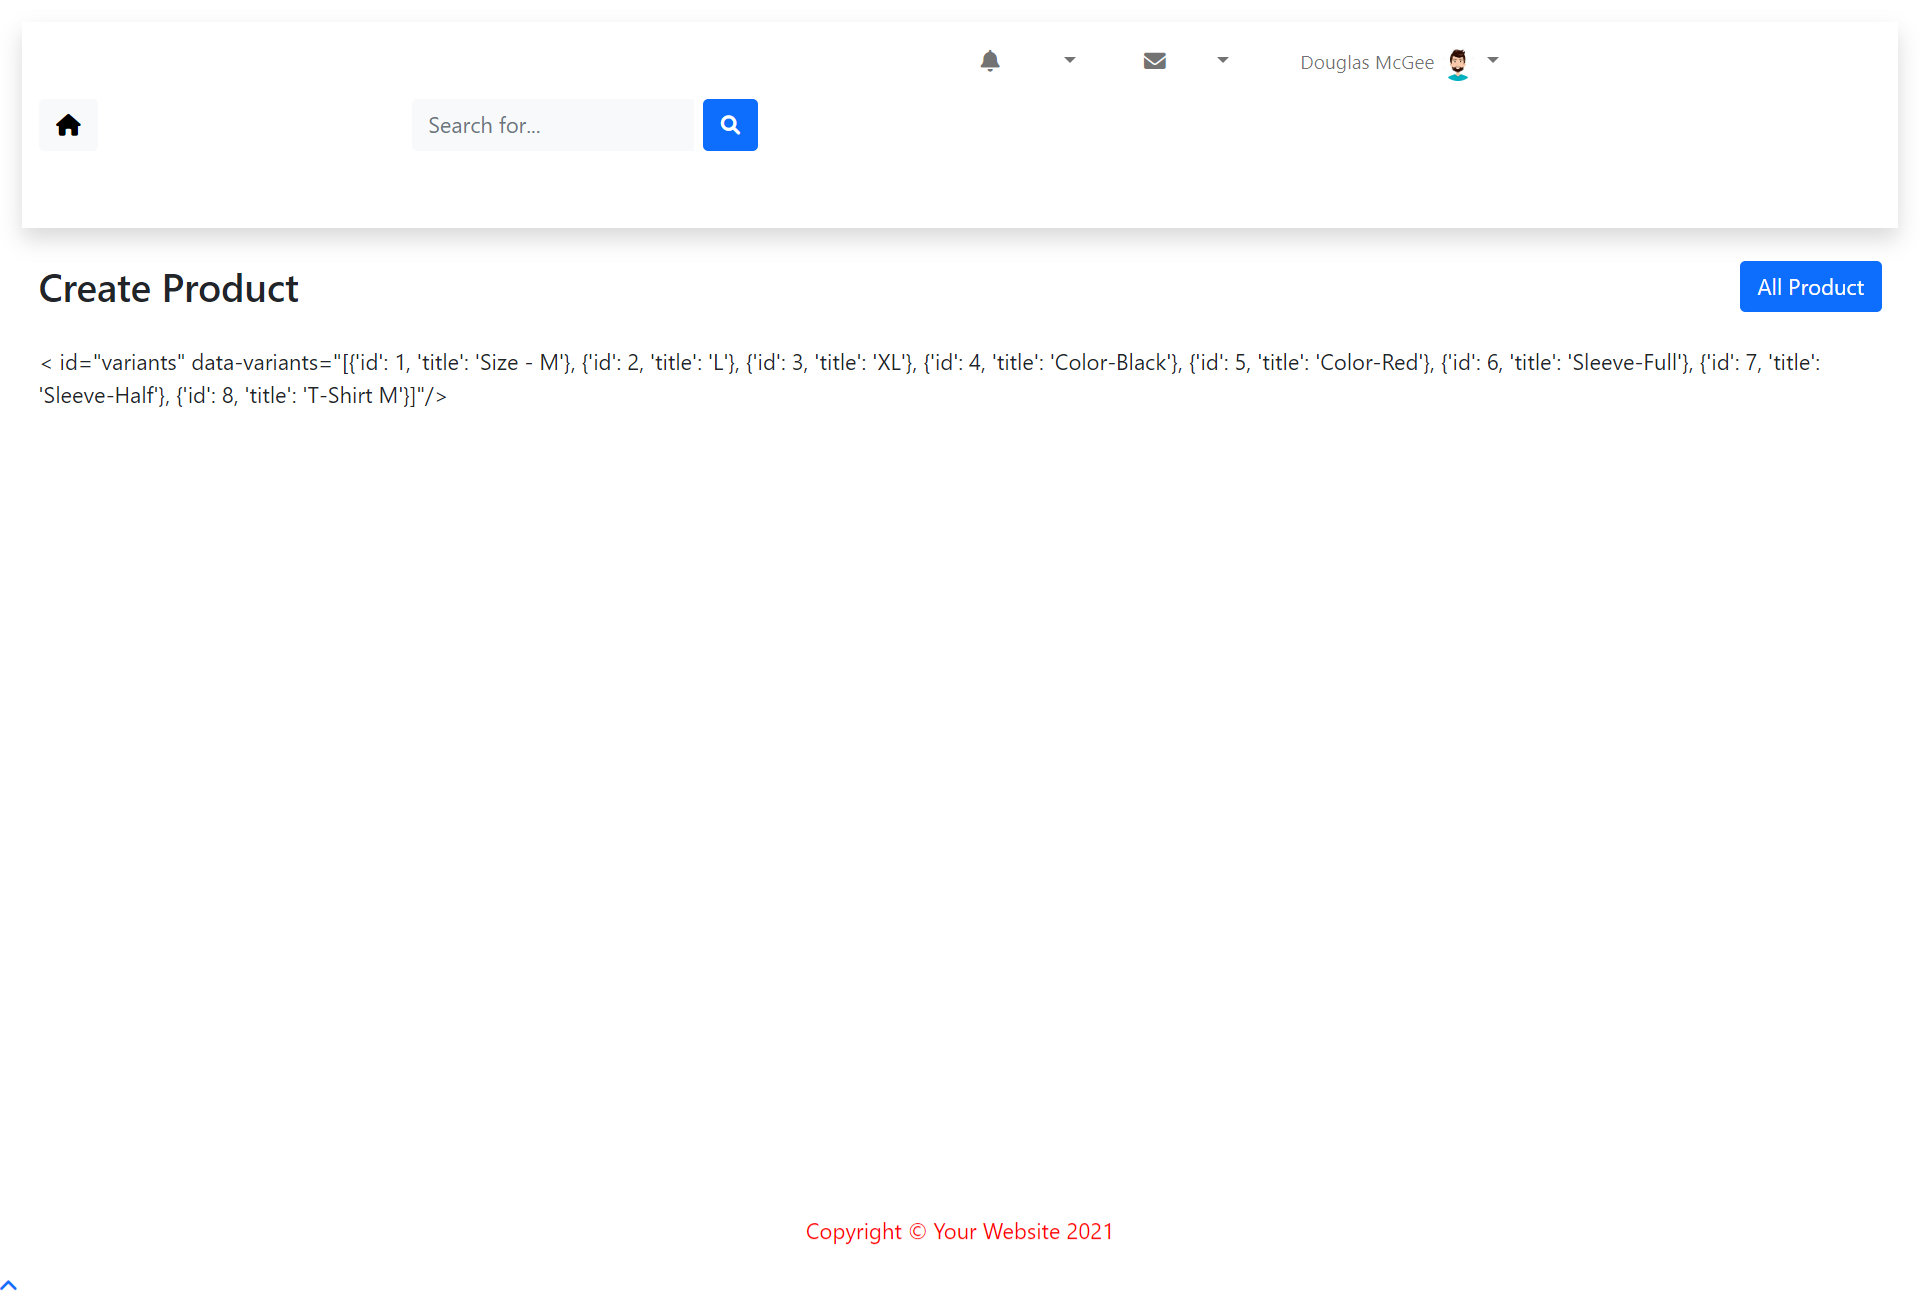 Douglas McGee
Search for...
Create Product
All Product
< id="variants" data-variants="[{'id': 1, 'title': 'Size - M'}, {'id': 2, 'title': 'L'}, {'id': 3, 'title': 'XL'}, {'id': 4, 'title': 'Color-Black'}, {'id': 5, 'title': 'Color-Red'}, {'id': 6, 'title': 'Sleeve-Full'}, {'id': 7, 'title':
'Sleeve-Half'}, {'id': 8, 'title': 'T-Shirt M'}]"/>
Copyright © Your Website 2021